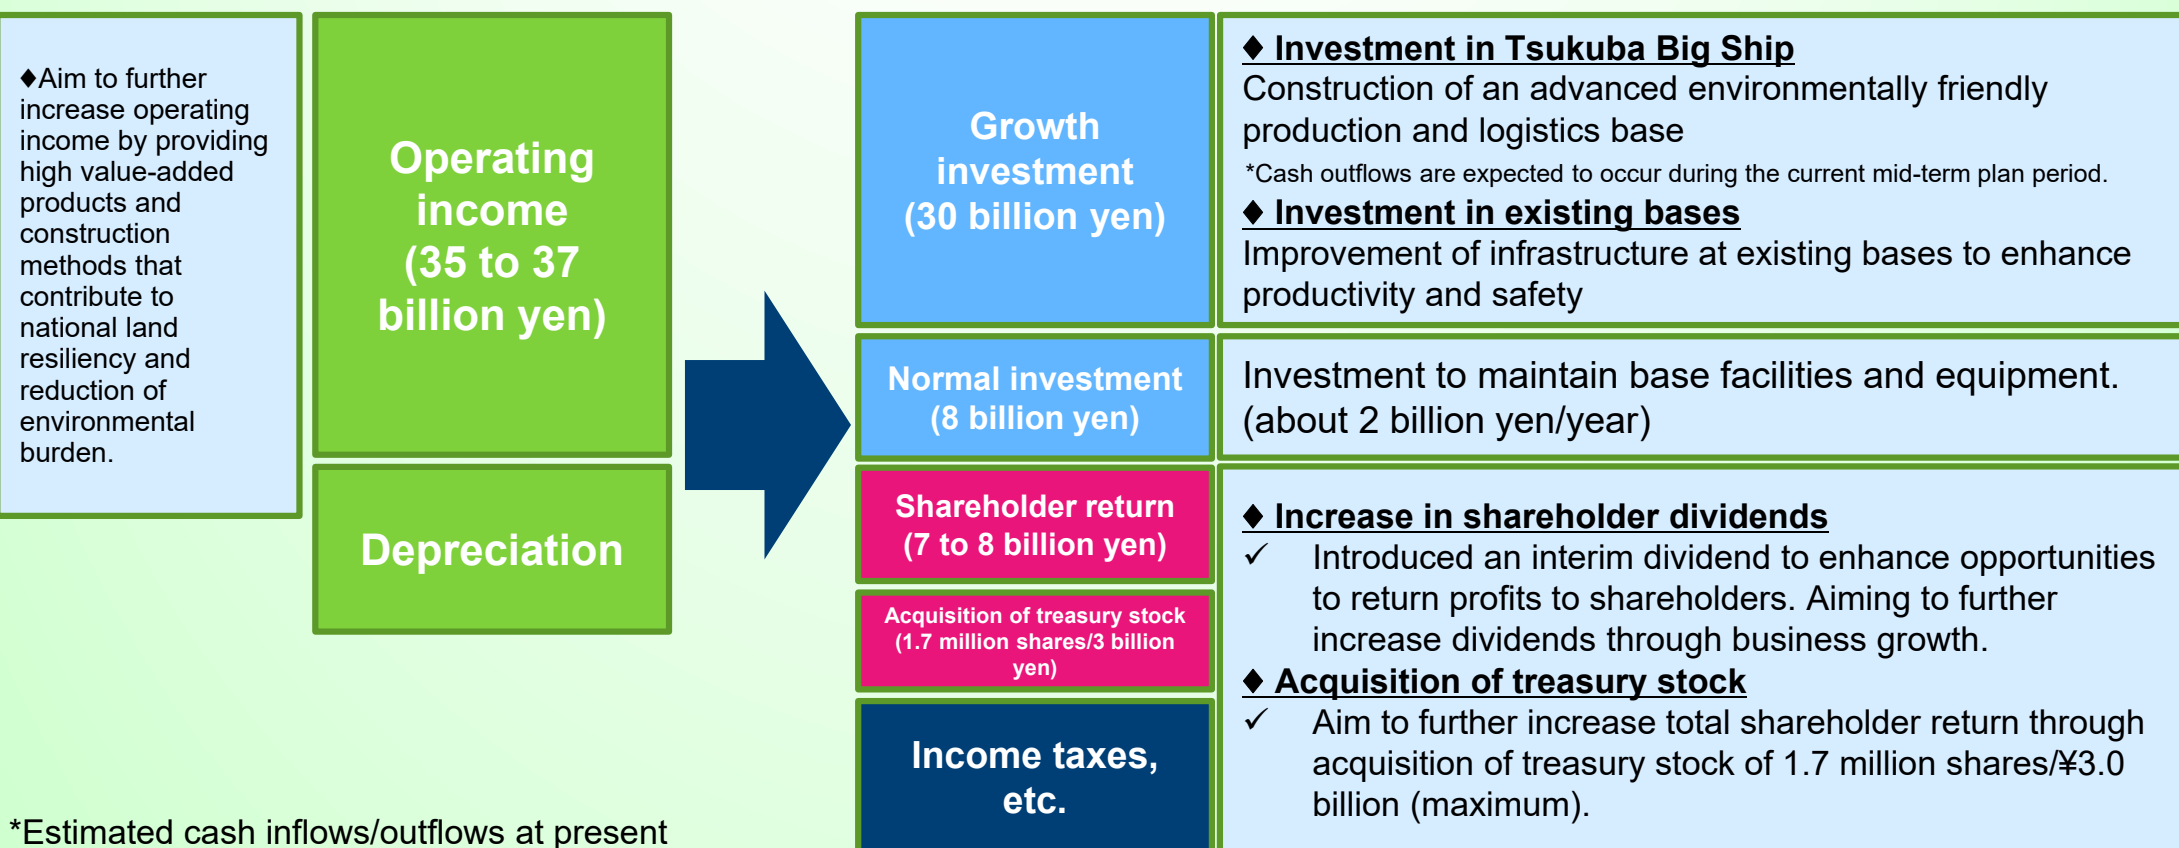 ♦Aim to further
increase operating
income by providing
high value-added
products and
construction
methods that
contribute to
national land
resiliency and
reduction of
environmental
burden.
Operating
income
(35 to 37
billion yen)
Depreciation
*Estimated cash inflows/outflows at present
Growth
investment
(30 billion yen)
♦ Investment in Tsukuba Big Ship
Construction of an advanced environmentally friendly
production and logistics base
*Cash outflows are expected to occur during the current mid-term plan period.
♦ Investment in existing bases
Improvement of infrastructure at existing bases to enhance
productivity and safety
Normal investment
(8 billion yen)
Investment to maintain base facilities and equipment.
(about 2 billion yen/year)
Shareholder return
(7 to 8 billion yen)
Acquisition of treasury stock
(1.7 million shares/3 billion
yen)
Income taxes,
etc.
♦ Increase in shareholder dividends
✓ Introduced an interim dividend to enhance opportunities
to return profits to shareholders. Aiming to further
increase dividends through business growth.
♦ Acquisition of treasury stock
✓ Aim to further increase total shareholder return through
acquisition of treasury stock of 1.7 million shares/¥3.0
billion (maximum).